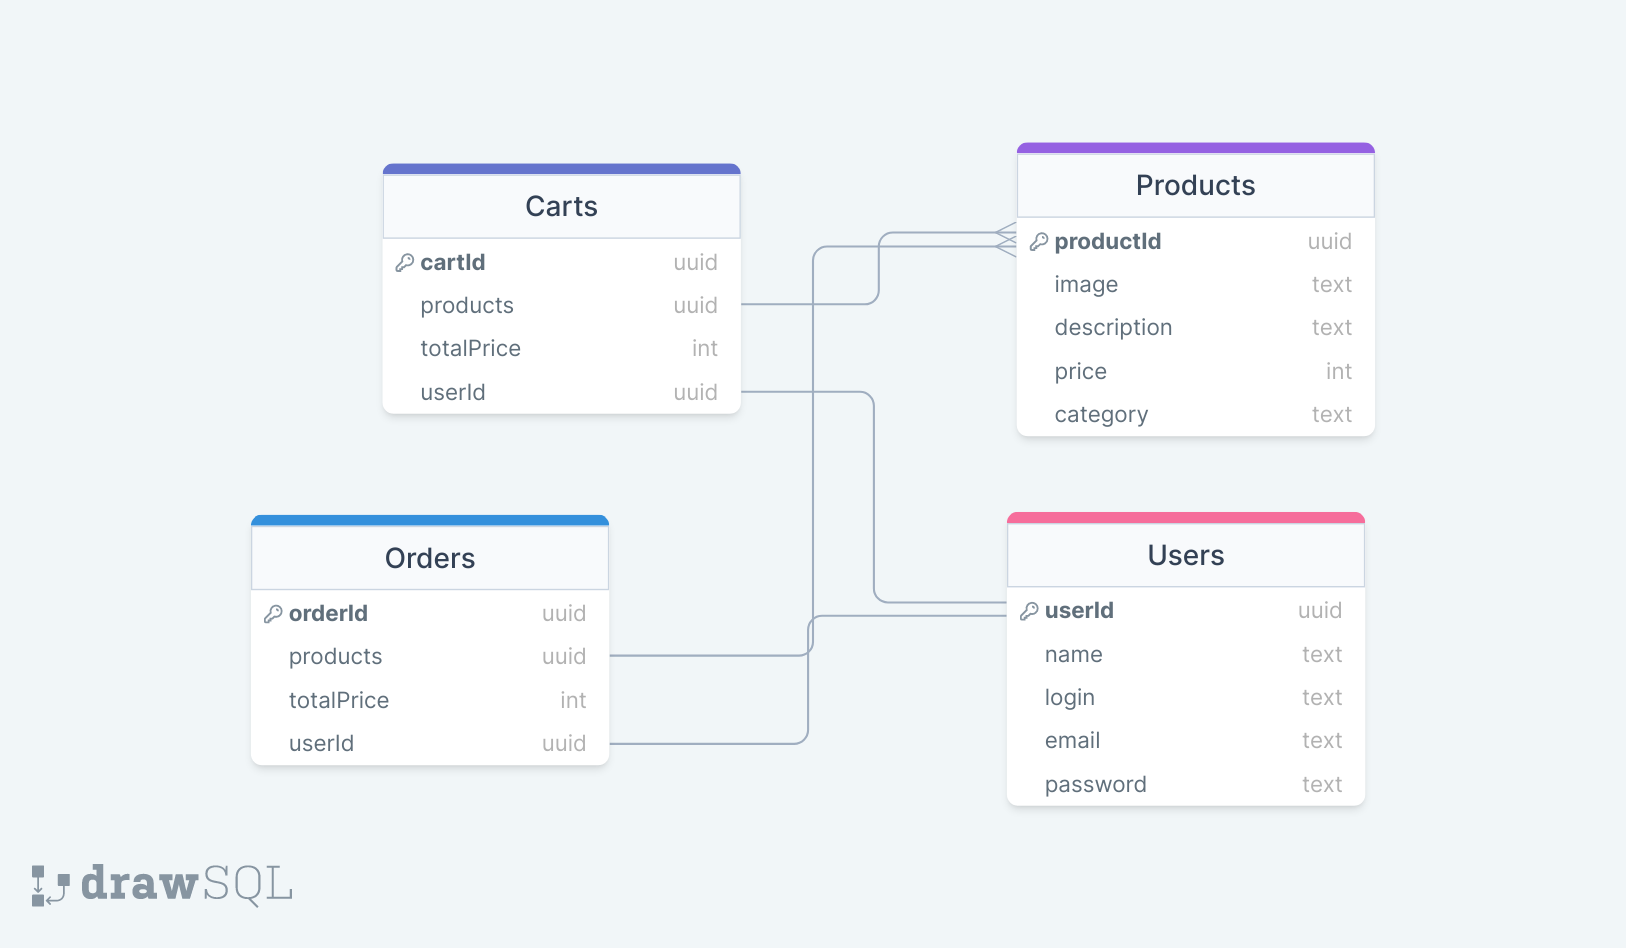 Carts
cartId uuid
products uuid
totalPrice int
userId uuid
Products
productId uuid
image text
description text
price int
category text
Orders
orderId uuid
products uuid
totalPrice int
userId uuid
Users
userId uuid
name text
login text
email text
password text
drawSQL